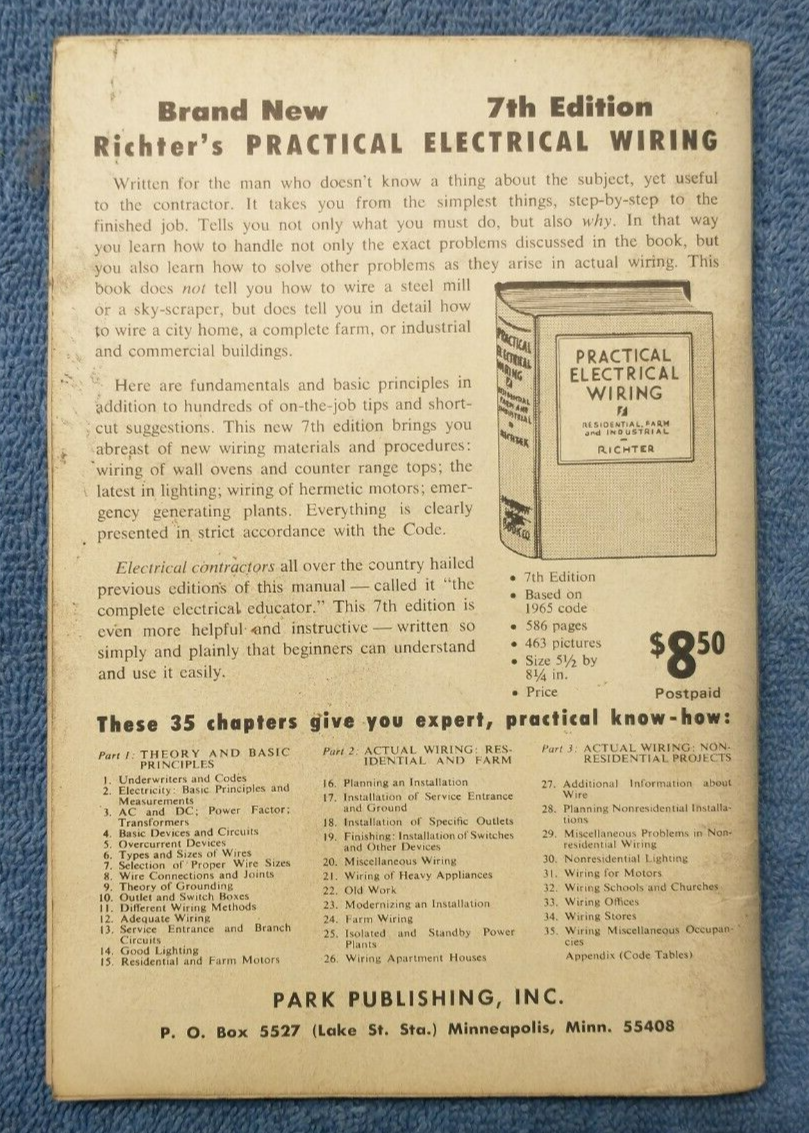 Brand New 7th Edition
Richter's PRACTICAL ELECTRICAL WIRING
Written for the man who doesn't know a thing about the subject, yet useful
to the contractor. It takes you from the simplest things, step-by-step to the
finished job. Tells you not only what you must do, but also why. In that way
you learn how to handle not only the exact problems discussed in the book, but
you also learn how to solve other problems as they arise in actual wiring. This
book does not tell you how to wire a steel mill
or a sky-scraper, but does tell you in detail how
to wire a city home, a complete farm, or industrial
and commercial buildings.
Here are fundamentals and basic principles in
addition to hundreds of on-the-job tips and short-
cut suggestions. This new 7th edition brings you
abreast of new wiring materials and procedures:
wiring of wall ovens and counter range tops; the
latest in lighting; wiring of hermetic motors; emer-
gency generating plants. Everything is clearly
presented in strict accordance with the Code.
Electrical contractors all over the country hailed
previous editions of this manual — called it "the
complete electrical educator." This 7th edition is
even more helpful and instructive — written so
simply and plainly that beginners can understand
and use it easily.
PRACTICAL
ELECTRICAL
WIRING
RESIDENTIAL, FARM
and INDUSTRIAL
RICHTER
PRACTICAL
ELECTRICAL
WIRING
RESIDENTIAL
FARM AND
INDUSTRIAL
RICHTER
• 7th Edition
• Based on
1965 code
• 586 pages
• 463 pictures
• Size 5½ by
8¼ in.
• Price
$8.50
Postpaid
These 35 chapters give you expert, practical know-how:
Part 1: THEORY AND BASIC
PRINCIPLES
1. Underwriters and Codes
2. Electricity: Basic Principles and
Measurements
3. AC and DC; Power Factor;
Transformers
4. Basic Devices and Circuits
5. Overcurrent Devices
6. Types and Sizes of Wires
7. Selection of Proper Wire Sizes
8. Wire Connections and Joints
9. Theory of Grounding
10. Outlet and Switch Boxes
11. Different Wiring Methods
12. Adequate Wiring
13. Service Entrance and Branch
Circuits
14. Good Lighting
15. Residential and Farm Motors
Part 2: ACTUAL WIRING: RES-
IDENTIAL AND FARM
16. Planning an Installation
17. Installation of Service Entrance
and Ground
18. Installation of Specific Outlets
19. Finishing: Installation of Switches
and Other Devices
20. Miscellaneous Wiring
21. Wiring of Heavy Appliances
22. Old Work
23. Modernizing an Installation
24. Farm Wiring
25. Isolated and Standby Power
Plants
26. Wiring Apartment Houses
Part 3: ACTUAL WIRING: NON-
RESIDENTIAL PROJECTS
27. Additional Information about
Wire
28. Planning Nonresidential Installa-
tions
29. Miscellaneous Problems in Non-
residential Wiring
30. Nonresidential Lighting
31. Wiring for Motors
32. Wiring Schools and Churches
33. Wiring Offices
34. Wiring Stores
35. Wiring Miscellaneous Occupan-
cies
Appendix (Code Tables)
PARK PUBLISHING, INC.
P. O. Box 5527 (Lake St. Sta.) Minneapolis, Minn. 55408